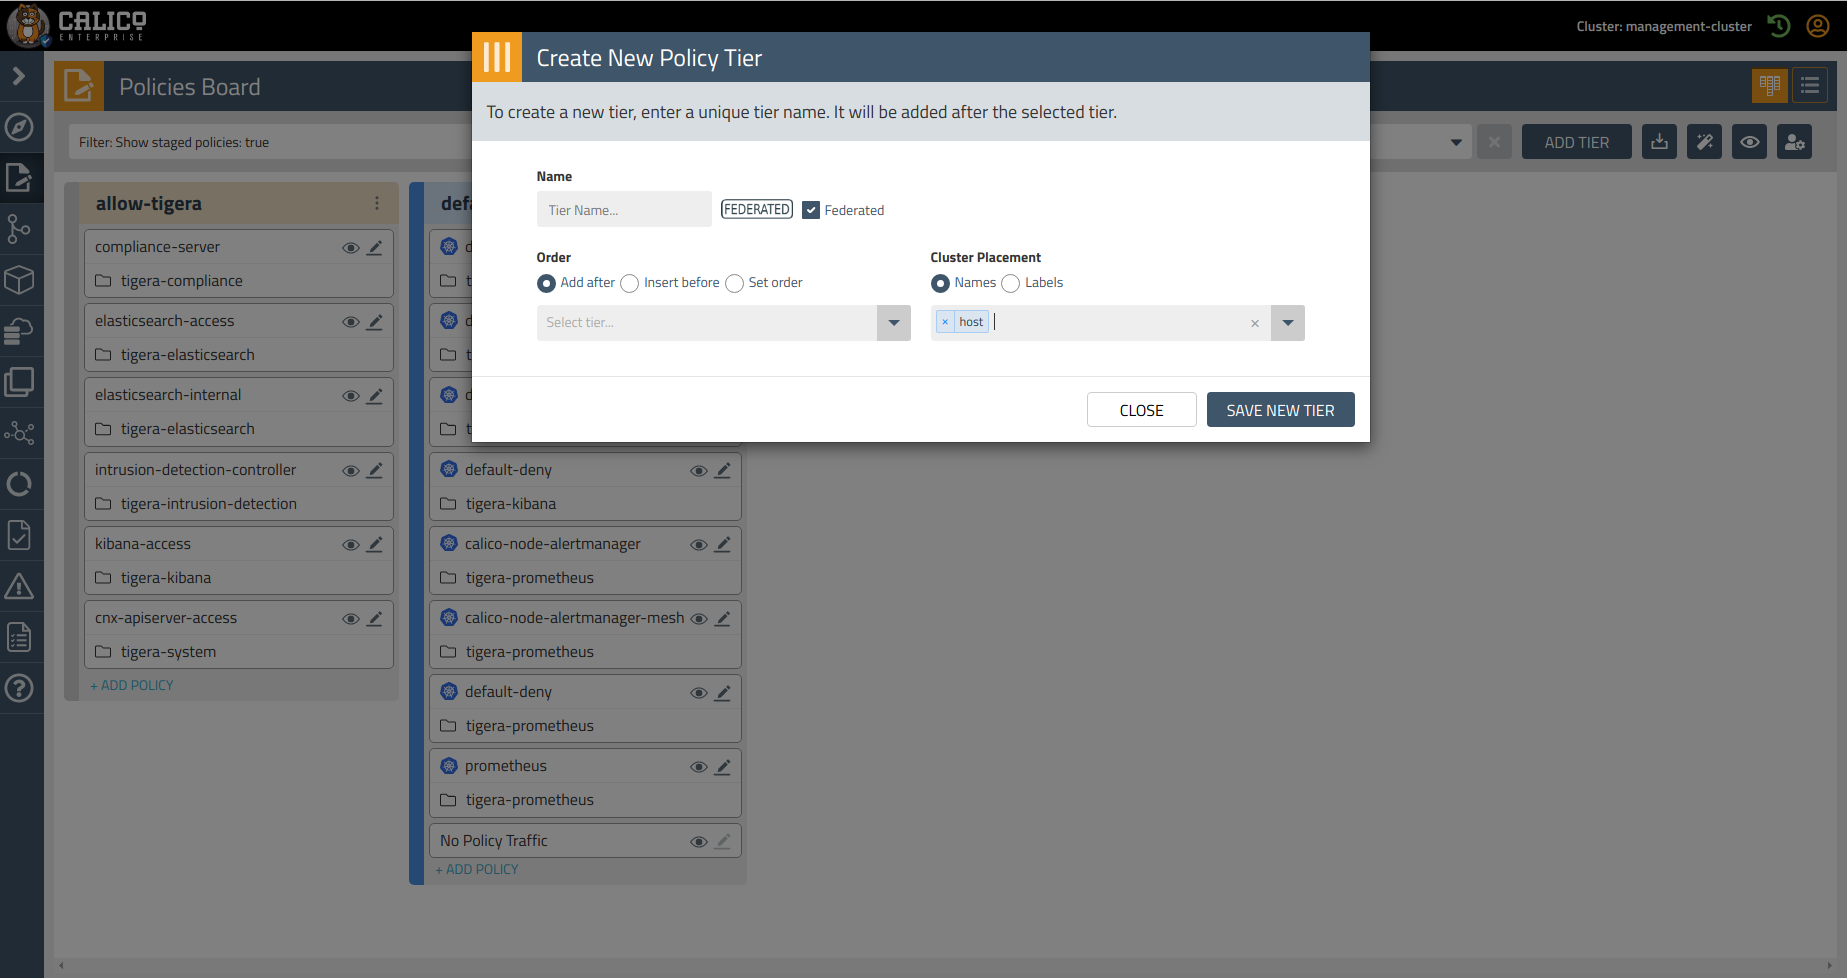 CALICO
ENTERPRISE
Cluster: management-cluster
Create New Policy Tier
Policies Board
To create a new tier, enter a unique tier name. It will be added after the selected tier.
Filter: Show staged policies: true
ADD TIER
Name
Tier Name...
FEDERATED
Federated
Order
Add after
Insert before
Set order
Select tier...
Cluster Placement
Names
Labels
× host
CLOSE
SAVE NEW TIER
allow-tigera
compliance-server
tigera-compliance
elasticsearch-access
tigera-elasticsearch
elasticsearch-internal
tigera-elasticsearch
intrusion-detection-controller
tigera-intrusion-detection
kibana-access
tigera-kibana
cnx-apiserver-access
tigera-system
+ ADD POLICY
default-deny
tigera-kibana
calico-node-alertmanager
tigera-prometheus
calico-node-alertmanager-mesh
tigera-prometheus
default-deny
tigera-prometheus
prometheus
tigera-prometheus
No Policy Traffic
+ ADD POLICY